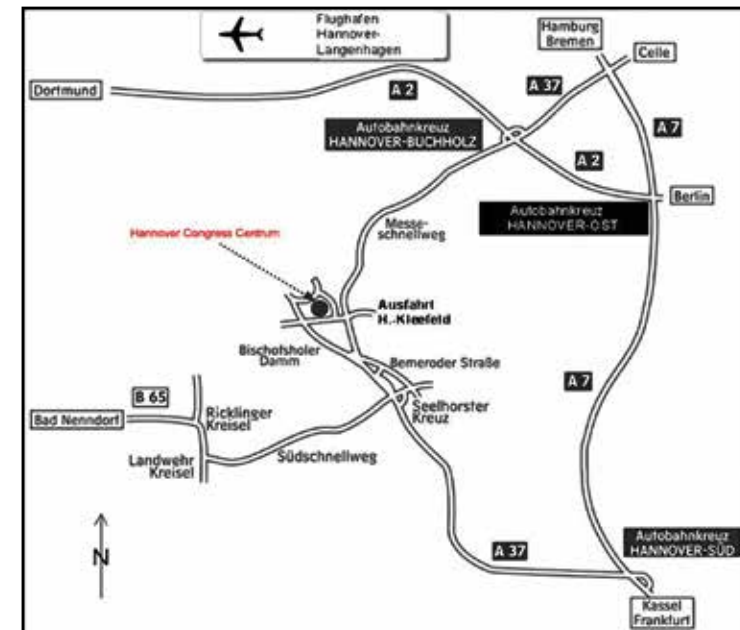 Flughafen
Hannover-
Langenhagen
Hamburg
Bremen
Celle
Dortmund
A 2
A 37
A 7
Autobahnkreuz
HANNOVER-BUCHHOLZ
A 2
Berlin
Autobahnkreuz
HANNOVER-OST
Messe-
schnellweg
Hannover Congress Centrum
Ausfahrt
H.-Kleefeld
Bischofsholer
Damm
Bemeroder Straße
A 7
B 65
Bad Nenndorf
Ricklinger
Kreisel
Seelhorster
Kreuz
Landwehr
Kreisel
Südschnellweg
N
A 37
Autobahnkreuz
HANNOVER-SÜD
Kassel
Frankfurt